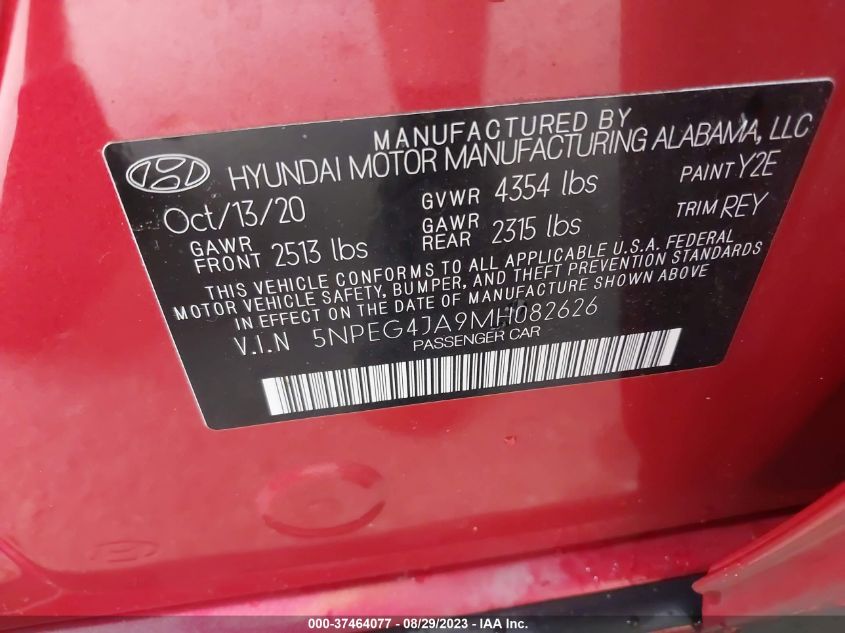 MANUFACTURED BY
HYUNDAI MOTOR MANUFACTURING ALABAMA, LLC
Oct/13/20 GVWR 4354 lbs PAINT Y2E
GAWR FRONT 2513 lbs GAWR REAR 2315 lbs TRIM REY
THIS VEHICLE CONFORMS TO ALL APPLICABLE U.S.A. FEDERAL
MOTOR VEHICLE SAFETY, BUMPER, AND THEFT PREVENTION STANDARDS
IN EFFECT ON THE DATE OF MANUFACTURE SHOWN ABOVE
V.I.N 5NPEG4JA9MH082626
PASSENGER CAR
000-37464077 - 08/29/2023 - IAA Inc.